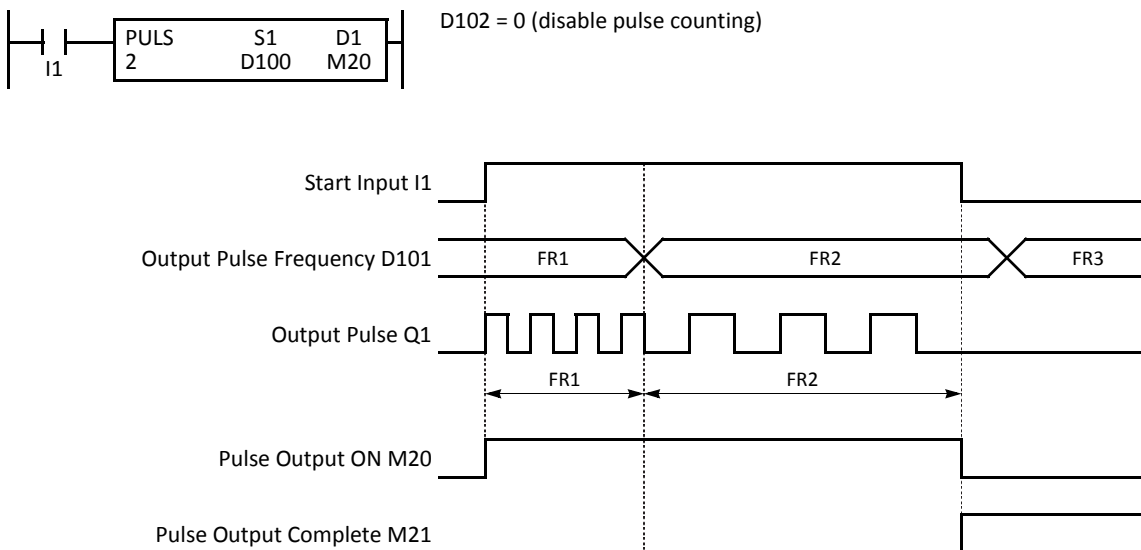 D102 = 0 (disable pulse counting)
PULS S1 D1
2 D100 M20
I1
Start Input I1
Output Pulse Frequency D101 FR1 FR2 FR3
Output Pulse Q1
FR1 FR2
Pulse Output ON M20
Pulse Output Complete M21